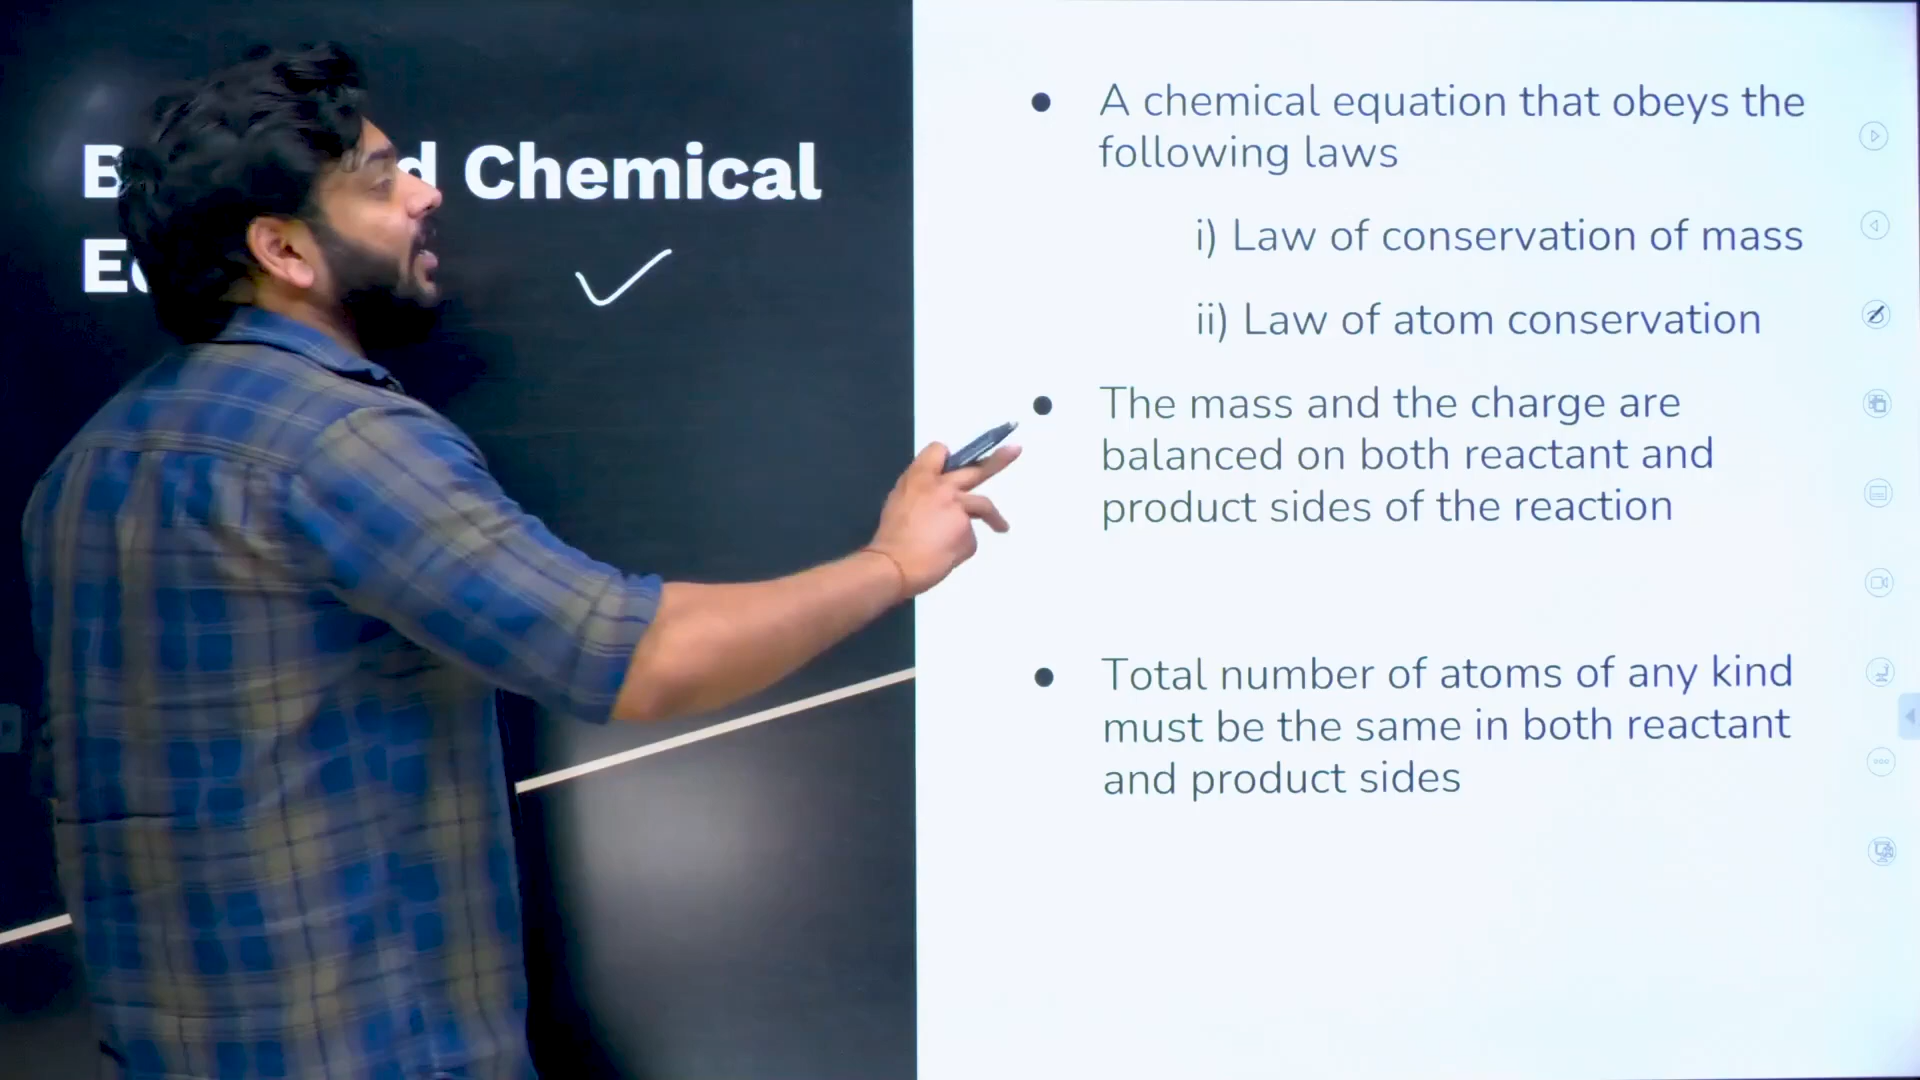 Chemical
● A chemical equation that obeys the
following laws
i) Law of conservation of mass
ii) Law of atom conservation
● The mass and the charge are
balanced on both reactant and
product sides of the reaction
● Total number of atoms of any kind
must be the same in both reactant
and product sides